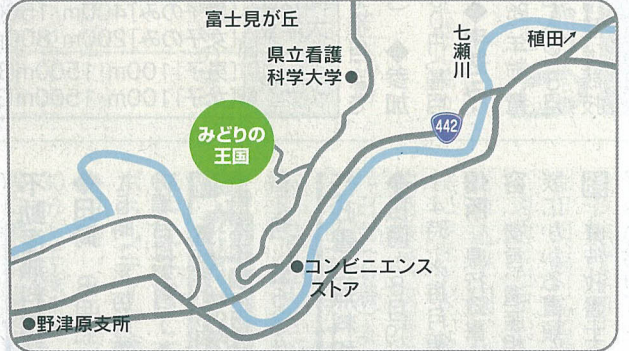 富士見が丘
県立看護
科学大学
七瀬川
植田
442
みどりの
王国
コンビニエンス
ストア
野津原支所